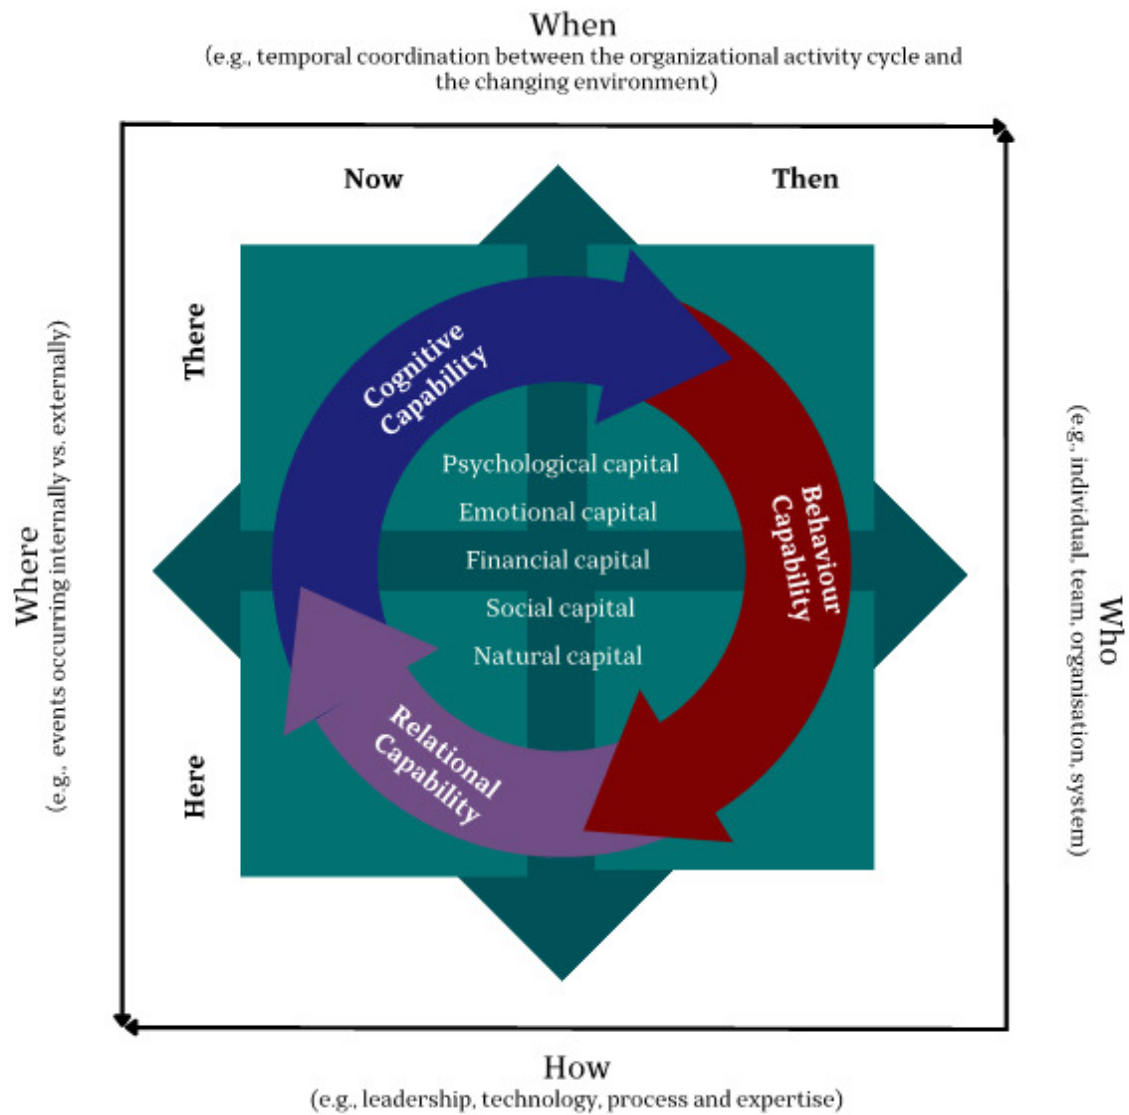 When
(e.g., temporal coordination between the organizational activity cycle and
the changing environment)
Now
Then
There
Here
Where
(e.g., events occurring internally vs. externally)
Cognitive
Capability
Behaviour
Capability
Relational
Capability
Psychological capital
Emotional capital
Financial capital
Social capital
Natural capital
Who
(e.g., individual, team, organisation, system)
How
(e.g., leadership, technology, process and expertise)